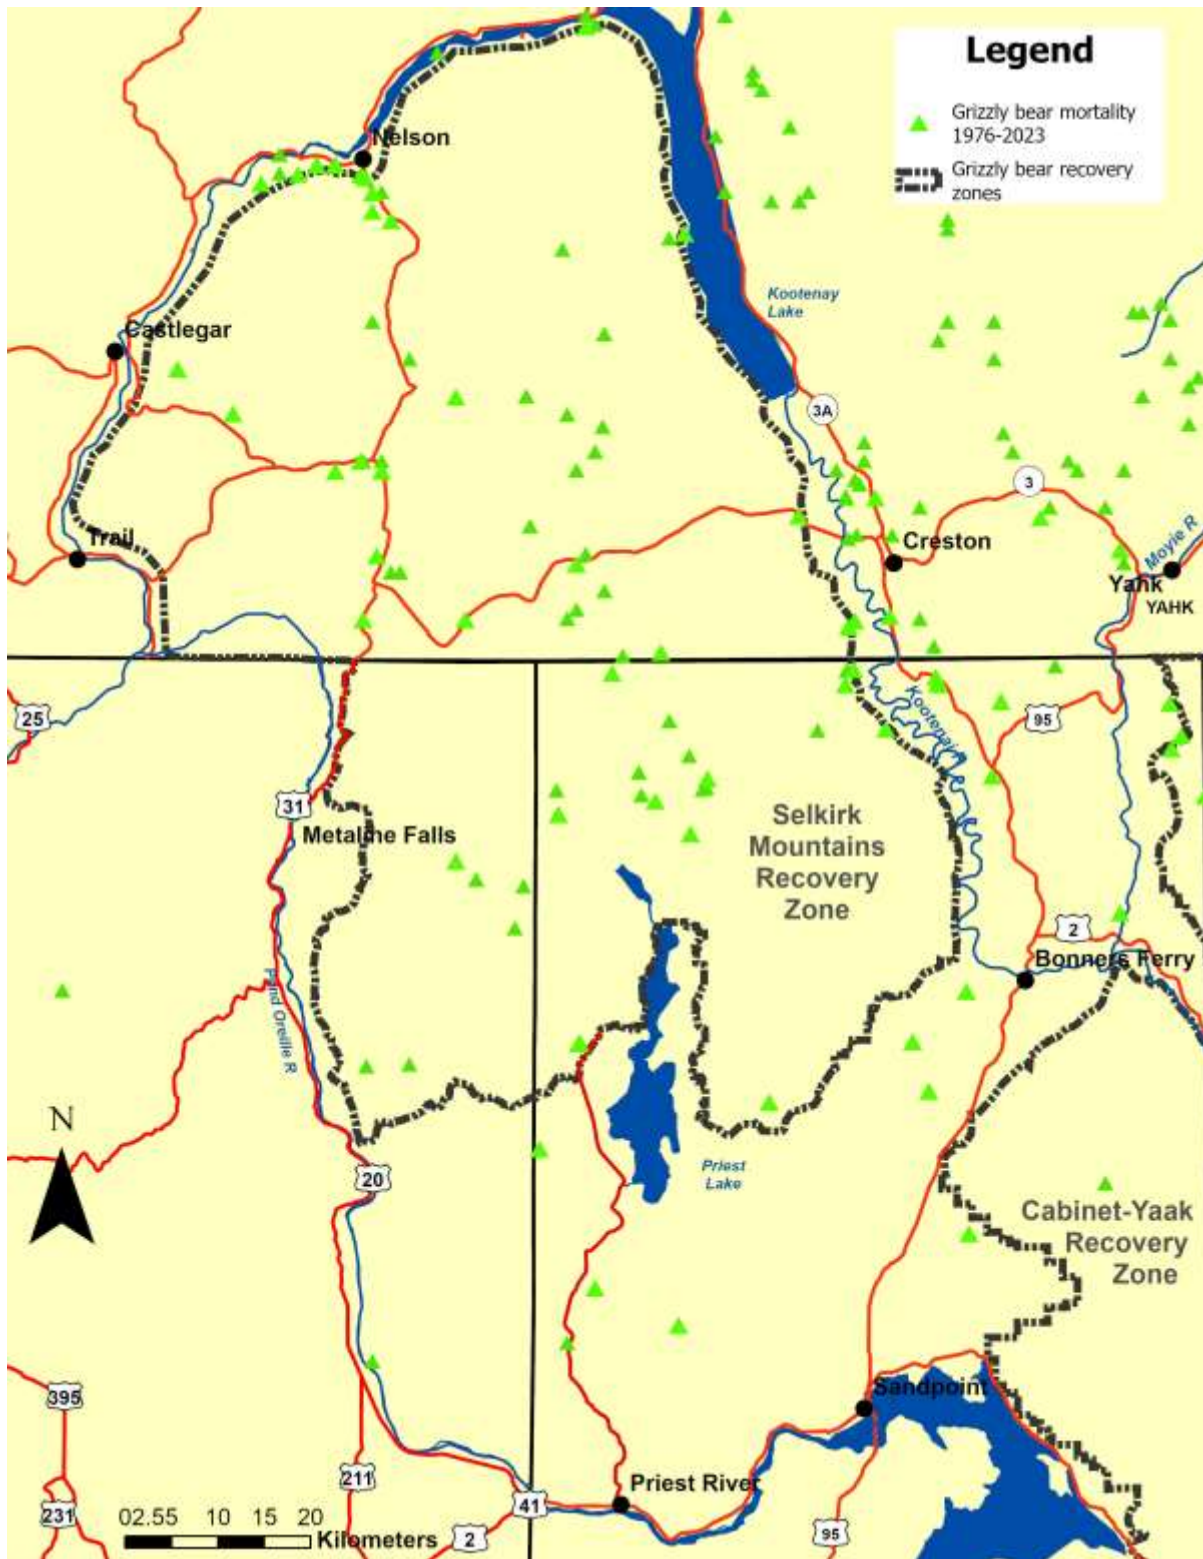 Legend
Grizzly bear mortality
1976-2023
Grizzly bear recovery
zones
Nelson
Kootenay
Lake
Castlegar
3A
3
Trail
Creston
Moyie R
Yahk
YAHK
25
Kootenai R
95
31
Metaline Falls
Selkirk
Mountains
Recovery
Zone
2
Bonners Ferry
Pend Oreille R
N
20
Priest
Lake
Cabinet-Yaak
Recovery
Zone
395
Sandpoint
211
231
41
Priest River
02.55 10 15 20
Kilometers
2
95